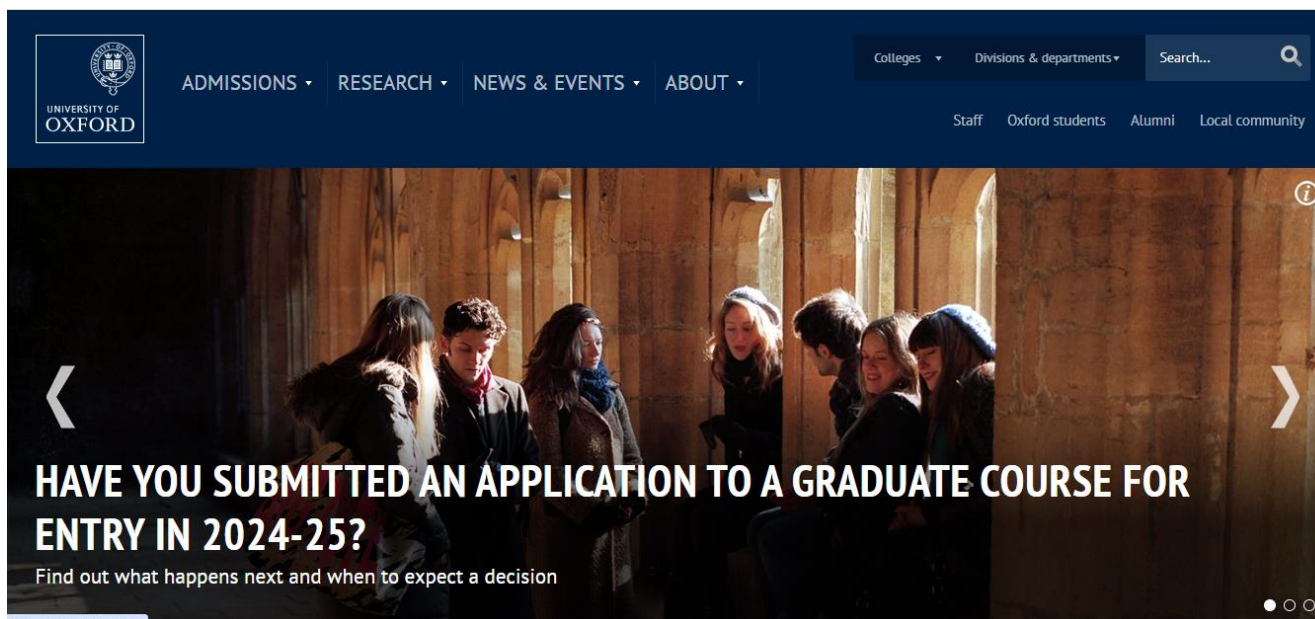 UNIVERSITY OF
OXFORD
ADMISSIONS
RESEARCH
NEWS & EVENTS
ABOUT
Colleges
Divisions & departments
Search...
Staff
Oxford students
Alumni
Local community
i
HAVE YOU SUBMITTED AN APPLICATION TO A GRADUATE COURSE FOR
ENTRY IN 2024-25?
Find out what happens next and when to expect a decision